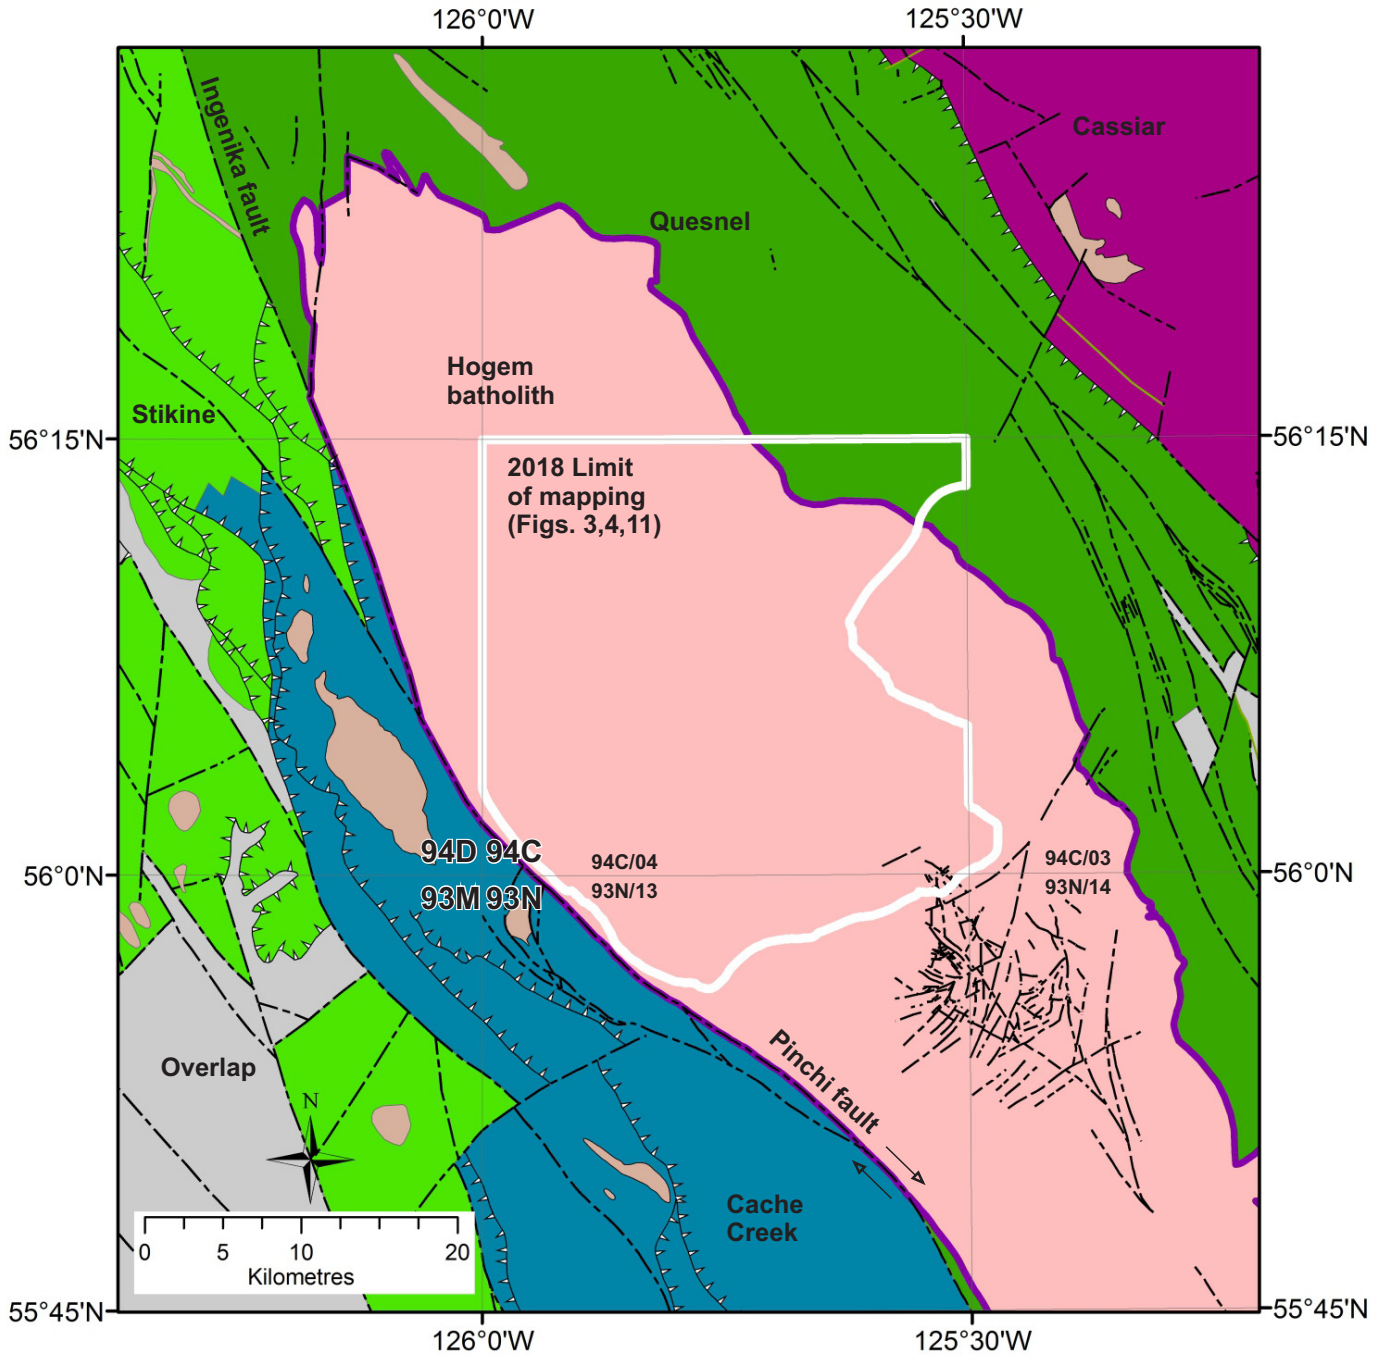 126°0'W
125°30'W
Ingenika fault
Cassiar
Quesnel
Hogem
batholith
Stikine
56°15'N
56°15'N
2018 Limit
of mapping
(Figs. 3,4,11)
94D 94C
94C/04
94C/03
56°0'N
56°0'N
93M 93N
93N/13
93N/14
Pinchi fault
Overlap
N
Cache
Creek
0 5 10 20
Kilometres
55°45'N
55°45'N
126°0'W
125°30'W